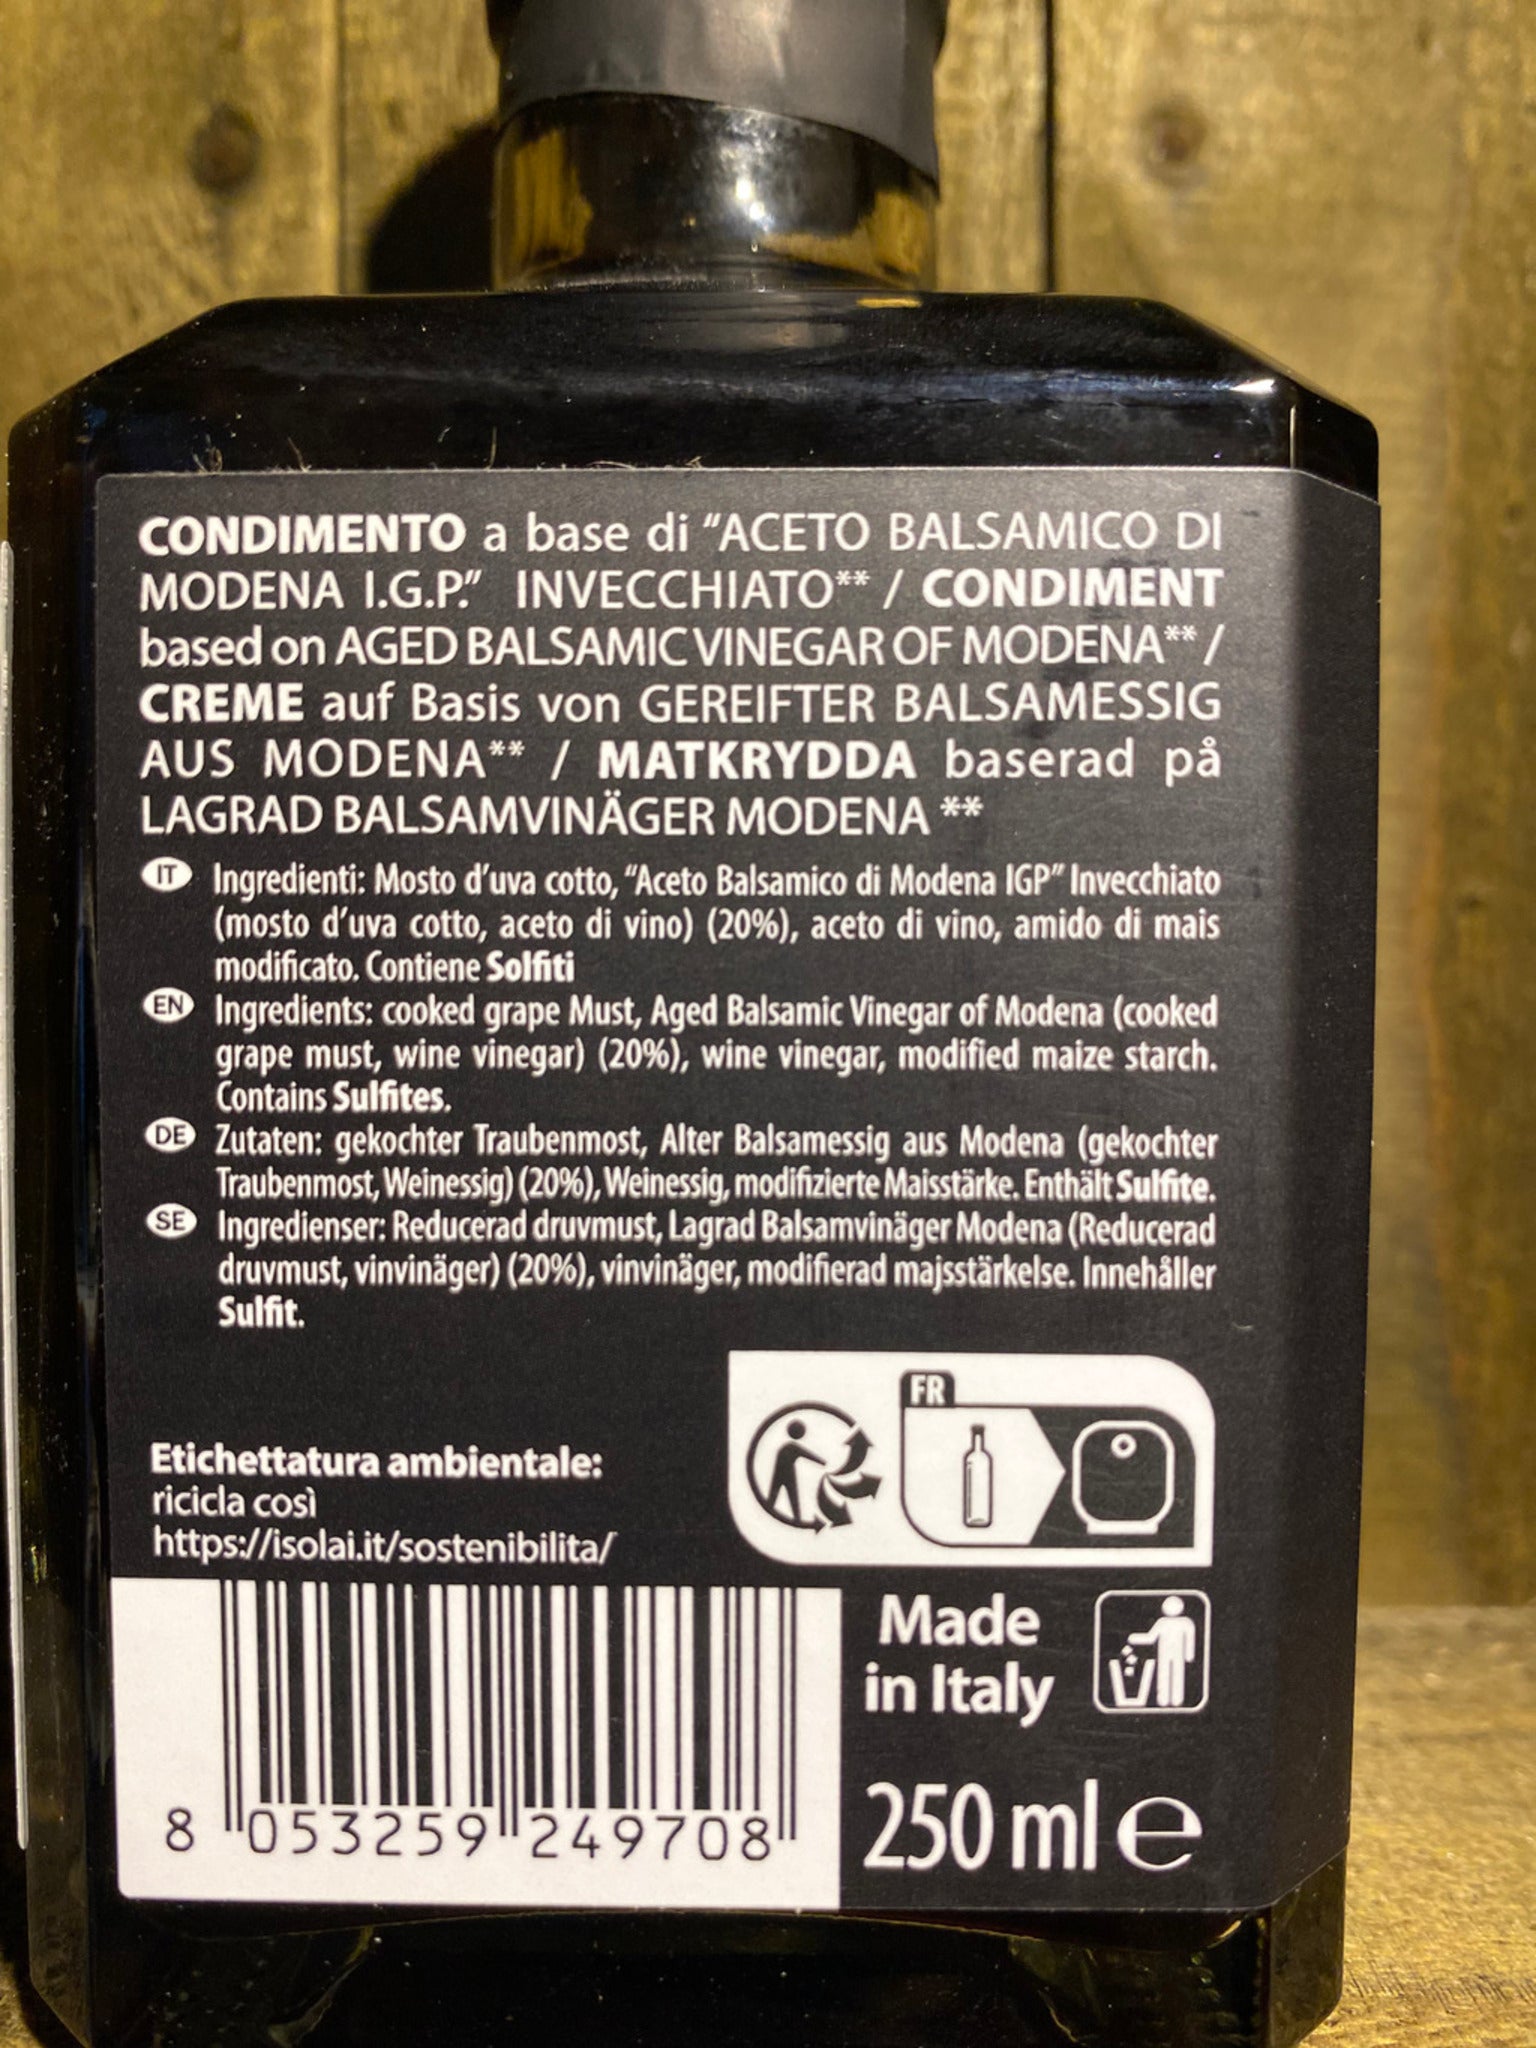 CONDIMENTO a base di “ACETO BALSAMICO DI
MODENA I.G.P.” INVECCHIATO** / CONDIMENT
based on AGED BALSAMIC VINEGAR OF MODENA** /
CREME auf Basis von GEREIFTER BALSAMESSIG
AUS MODENA** / MATKRYDDA baserad på
LAGRAD BALSAMVINÄGER MODENA **
IT Ingredienti: Mosto d’uva cotto, “Aceto Balsamico di Modena IGP” Invecchiato
(mosto d’uva cotto, aceto di vino) (20%), aceto di vino, amido di mais
modificato. Contiene Solfiti
EN Ingredients: cooked grape Must, Aged Balsamic Vinegar of Modena (cooked
grape must, wine vinegar) (20%), wine vinegar, modified maize starch.
Contains Sulfites.
DE Zutaten: gekochter Traubenmost, Alter Balsamessig aus Modena (gekochter
Traubenmost, Weinessig) (20%), Weinessig, modifizierte Maisstärke. Enthält Sulfite.
SE Ingredienser: Reducerad druvmust, Lagrad Balsamvinäger Modena (Reducerad
druvmust, vinvinäger) (20%), vinvinäger, modifierad majsstärkelse. Innehåller
Sulfit.
FR
Etichettatura ambientale:
ricicla così
https://isolai.it/sostenibilita/
Made
in Italy
8 053259 249708
250 ml e